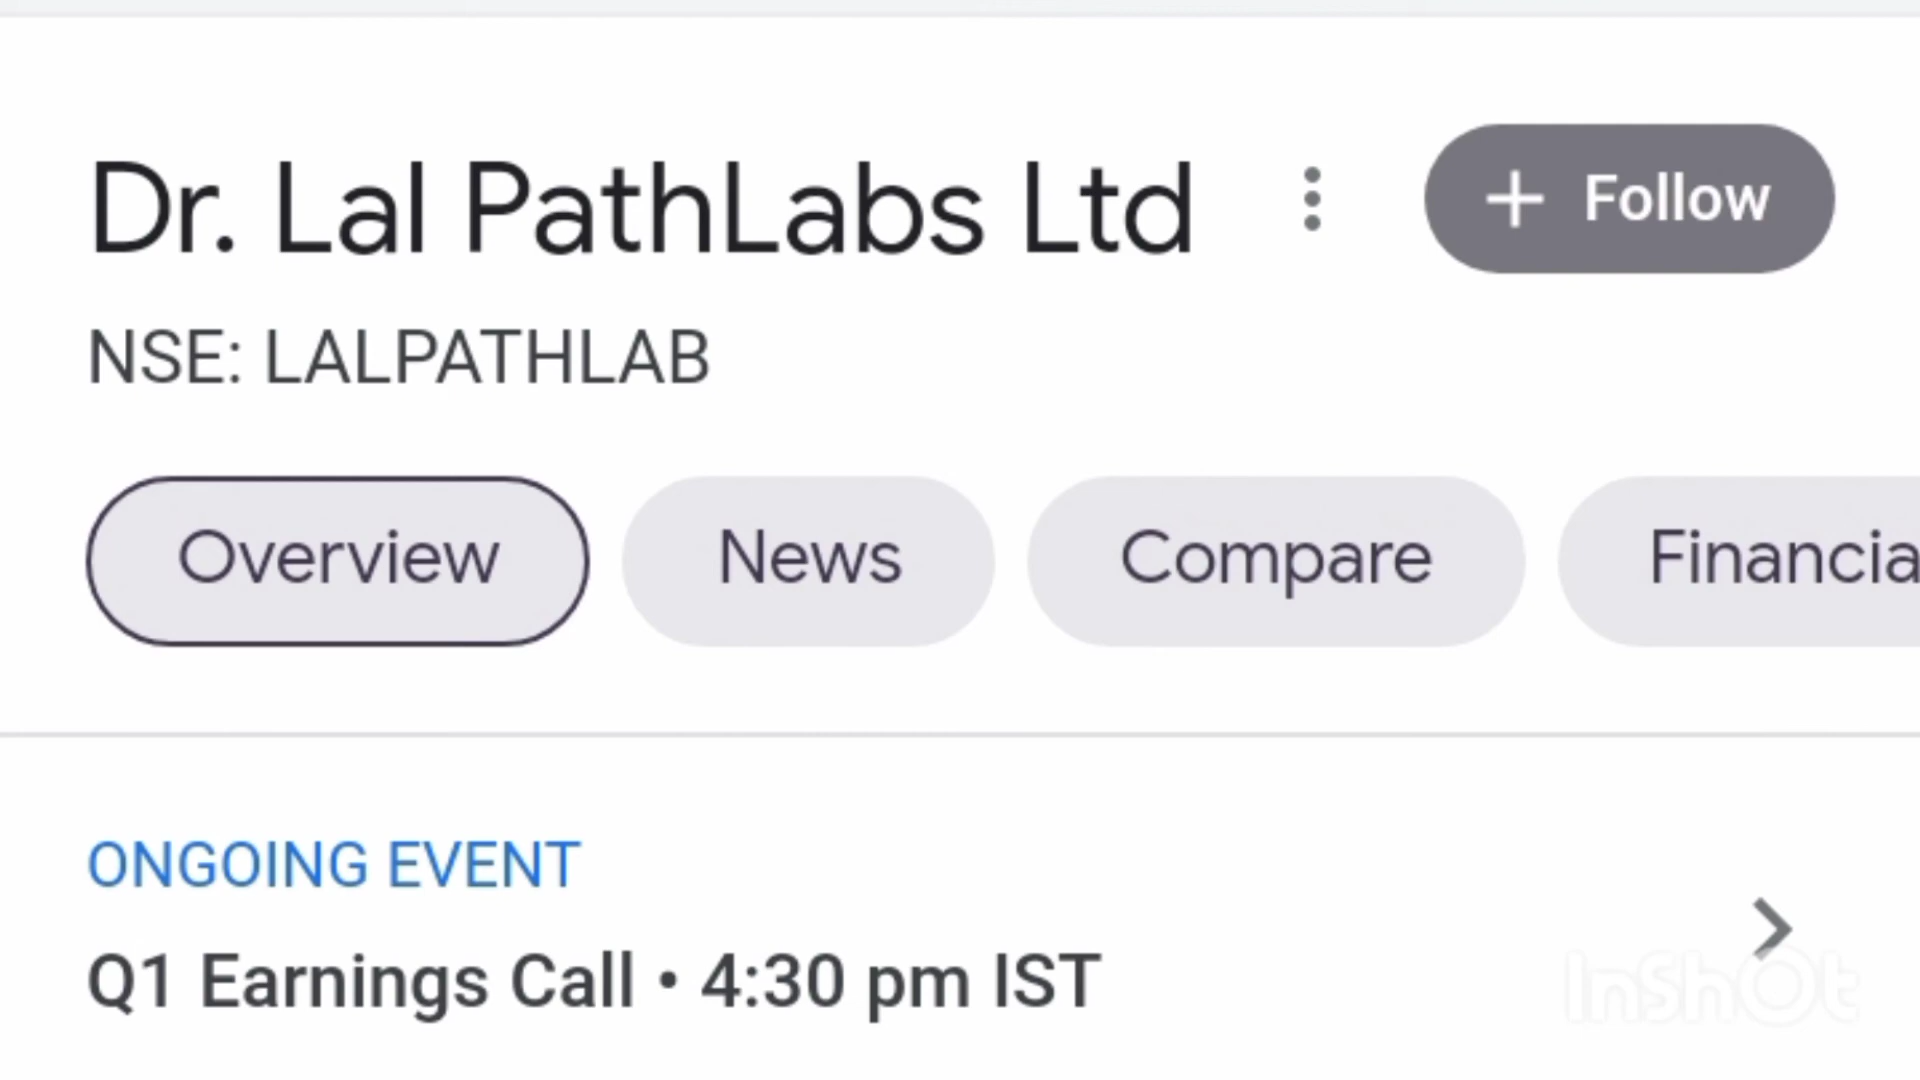 Dr. Lal PathLabs Ltd
+ Follow
NSE: LALPATHLAB
Overview
News
Compare
Financia
ONGOING EVENT
Q1 Earnings Call • 4:30 pm IST
InShOt